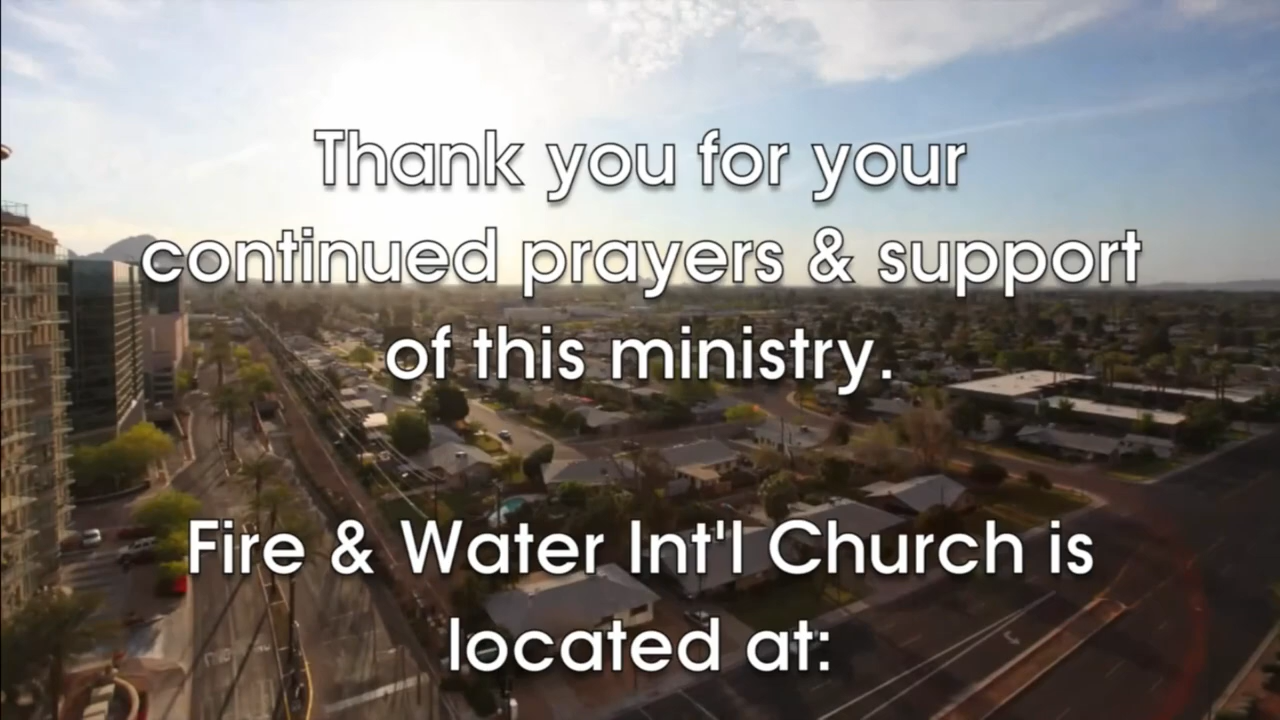 Thank you for your
continued prayers & support
of this ministry.
Fire & Water Int'l Church is
located at: